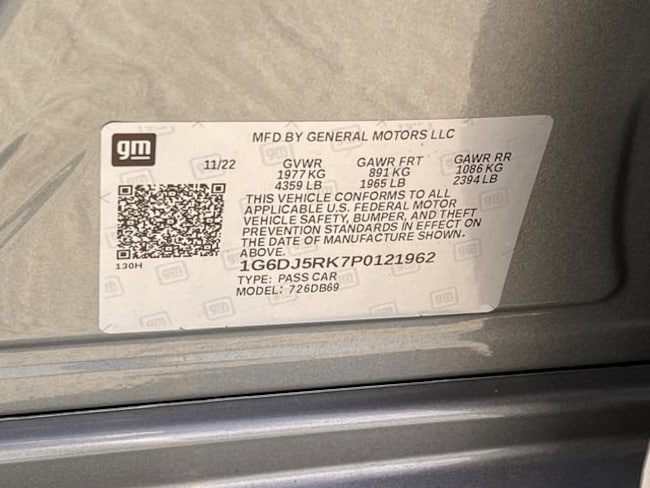 gm
MFD BY GENERAL MOTORS LLC
11/22 GVWR GAWR FRT GAWR RR
1977 KG 891 KG 1086 KG
4359 LB 1965 LB 2394 LB
THIS VEHICLE CONFORMS TO ALL
APPLICABLE U.S. FEDERAL MOTOR
VEHICLE SAFETY, BUMPER, AND THEFT
PREVENTION STANDARDS IN EFFECT ON
THE DATE OF MANUFACTURE SHOWN.
ABOVE.
130H
1G6DJ5RK7P0121962
TYPE: PASS CAR
MODEL: 726DB69